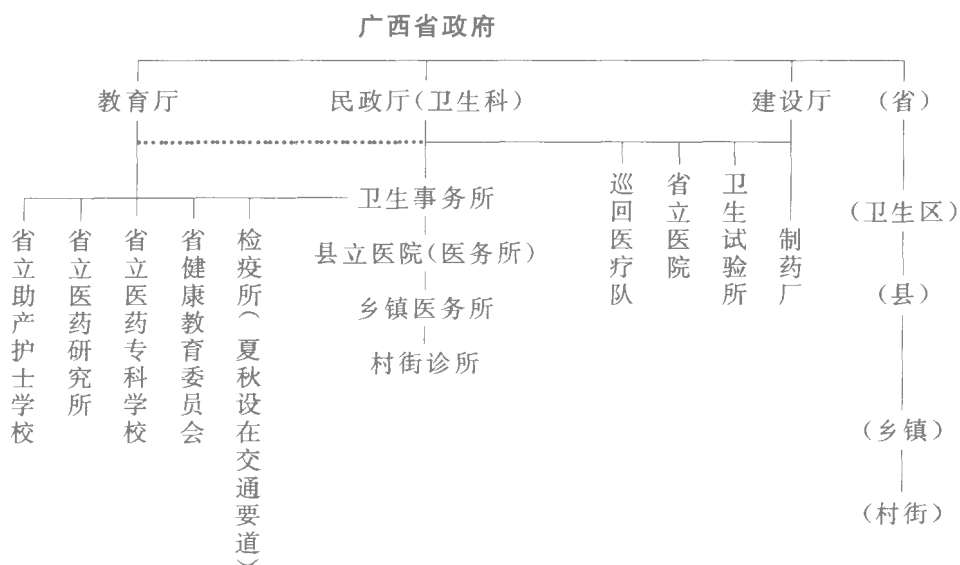 广西省政府
教育厅
民政厅(卫生科)
建设厅
(省)
卫生事务所
(卫生区)
县立医院(医务所)
(县)
乡镇医务所
(乡镇)
村街诊所
(村街)
省立助产护士学校
省立医药研究所
省立医药专科学校
省健康教育委员会
检疫所(夏秋设在交通要道)
巡回医疗队
省立医院
卫生试验所
制药厂